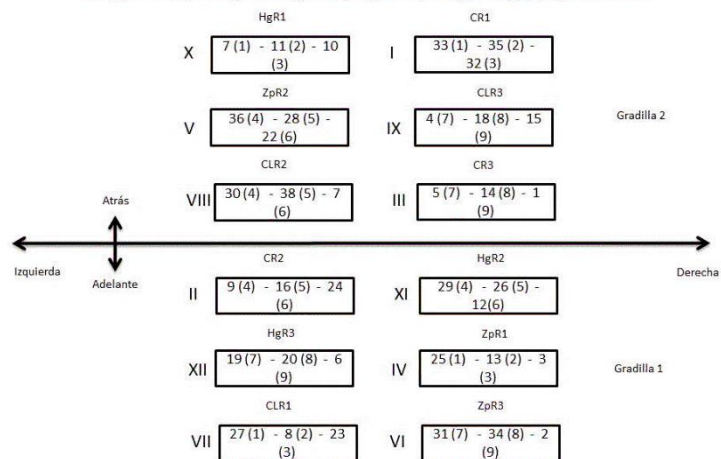 HgR1
CR1
X
7 (1) - 11 (2) - 10
(3)
I
33 (1) - 35 (2) -
32 (3)
ZpR2
CLR3
V
36 (4) - 28 (5) -
22 (6)
IX
4 (7) - 18 (8) - 15
(9)
Gradilla 2
CLR2
CR3
VIII
30 (4) - 38 (5) - 7
(6)
III
5 (7) - 14 (8) - 1
(9)
Atrás
Izquierda
Adelante
Derecha
CR2
HgR2
II
9 (4) - 16 (5) - 24
(6)
XI
29 (4) - 26 (5) -
12(6)
HgR3
ZpR1
XII
19 (7) - 20 (8) - 6
(9)
IV
25 (1) - 13 (2) - 3
(3)
Gradilla 1
CLR1
ZpR3
VII
27 (1) - 8 (2) - 23
(3)
VI
31 (7) - 34 (8) - 2
(9)